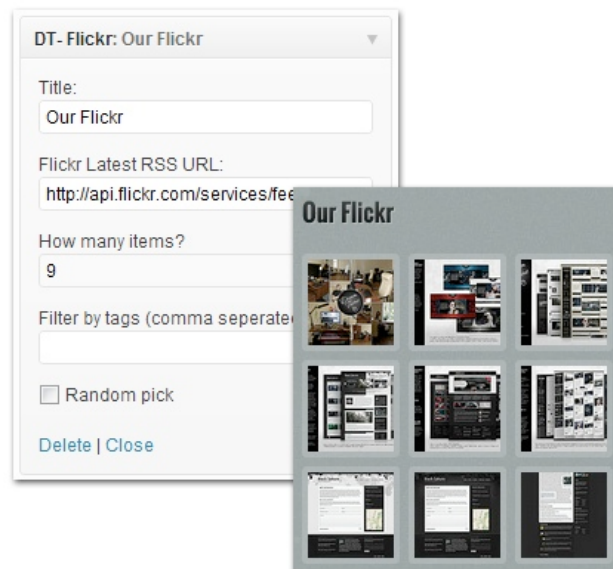 DT- Flickr: Our Flickr
Title:
Our Flickr
Flickr Latest RSS URL:
http://api.flickr.com/services/fee
How many items?
9
Filter by tags (comma seperate
Random pick
Delete | Close
Our Flickr